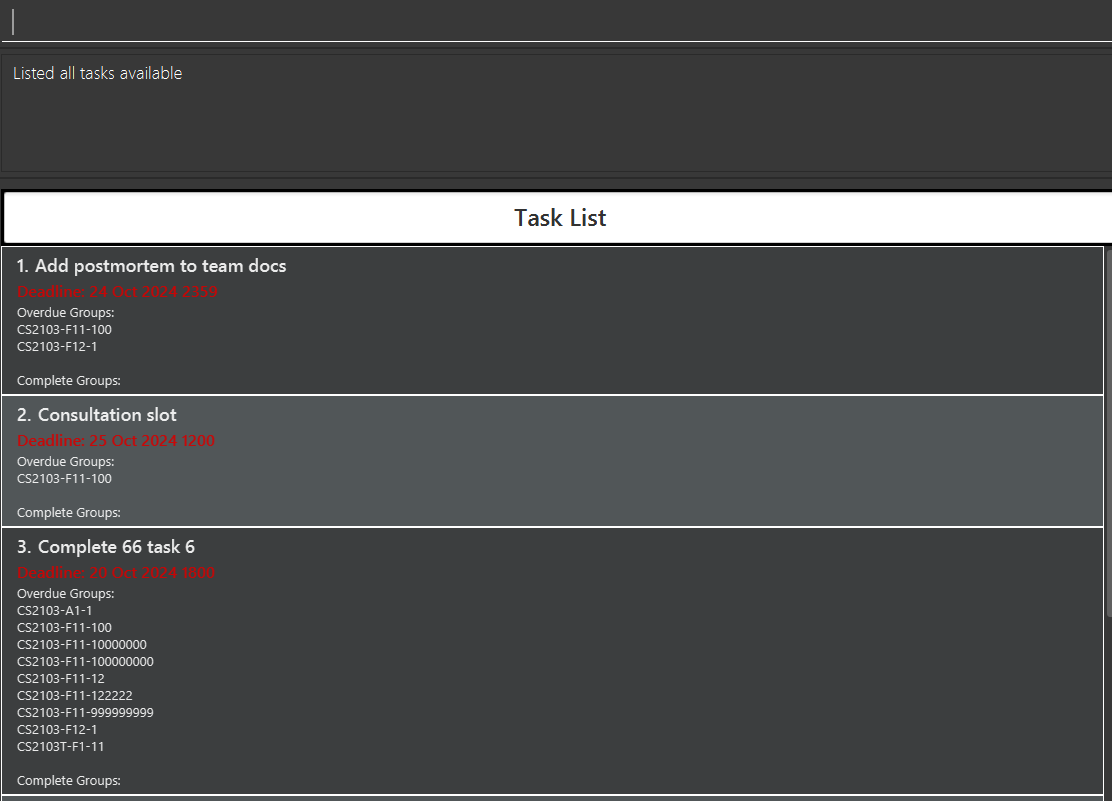 Listed all tasks available
Task List
1. Add postmortem to team docs
Deadline: 24 Oct 2024 2359
Overdue Groups:
CS2103-F11-100
CS2103-F12-1
Complete Groups:
2. Consultation slot
Deadline: 25 Oct 2024 1200
Overdue Groups:
CS2103-F11-100
Complete Groups:
3. Complete 66 task 6
Deadline: 20 Oct 2024 1800
Overdue Groups:
CS2103-A1-1
CS2103-F11-100
CS2103-F11-10000000
CS2103-F11-100000000
CS2103-F11-12
CS2103-F11-122222
CS2103-F11-999999999
CS2103-F12-1
CS2103T-F1-11
Complete Groups: